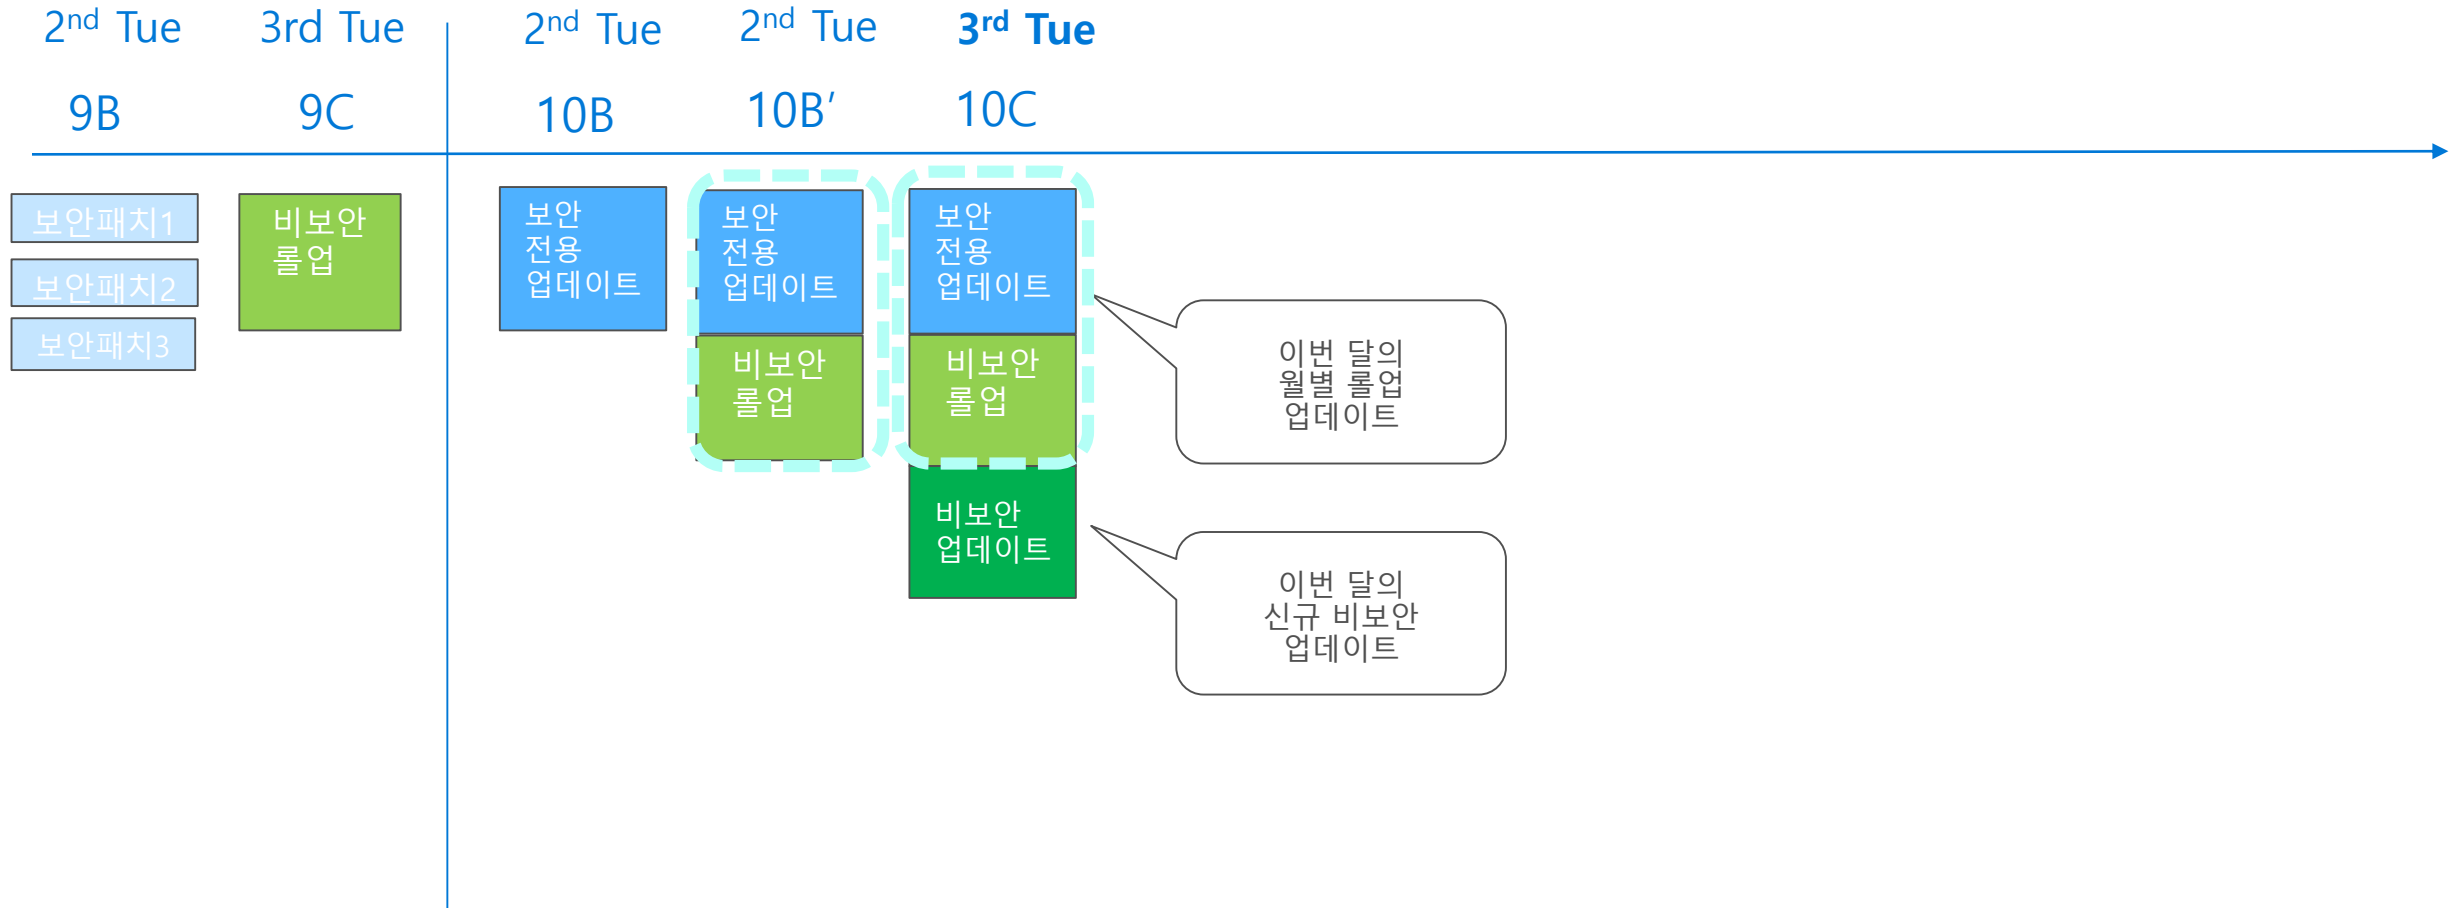 2nd Tue
3rd Tue
2nd Tue
2nd Tue
3rd Tue
9B
9C
10B
10B’
10C
보안패치1
보안패치2
보안패치3
비보안
롤업
보안
전용
업데이트
보안
전용
업데이트
비보안
롤업
보안
전용
업데이트
비보안
롤업
비보안
업데이트
이번 달의
월별 롤업
업데이트
이번 달의
신규 비보안
업데이트